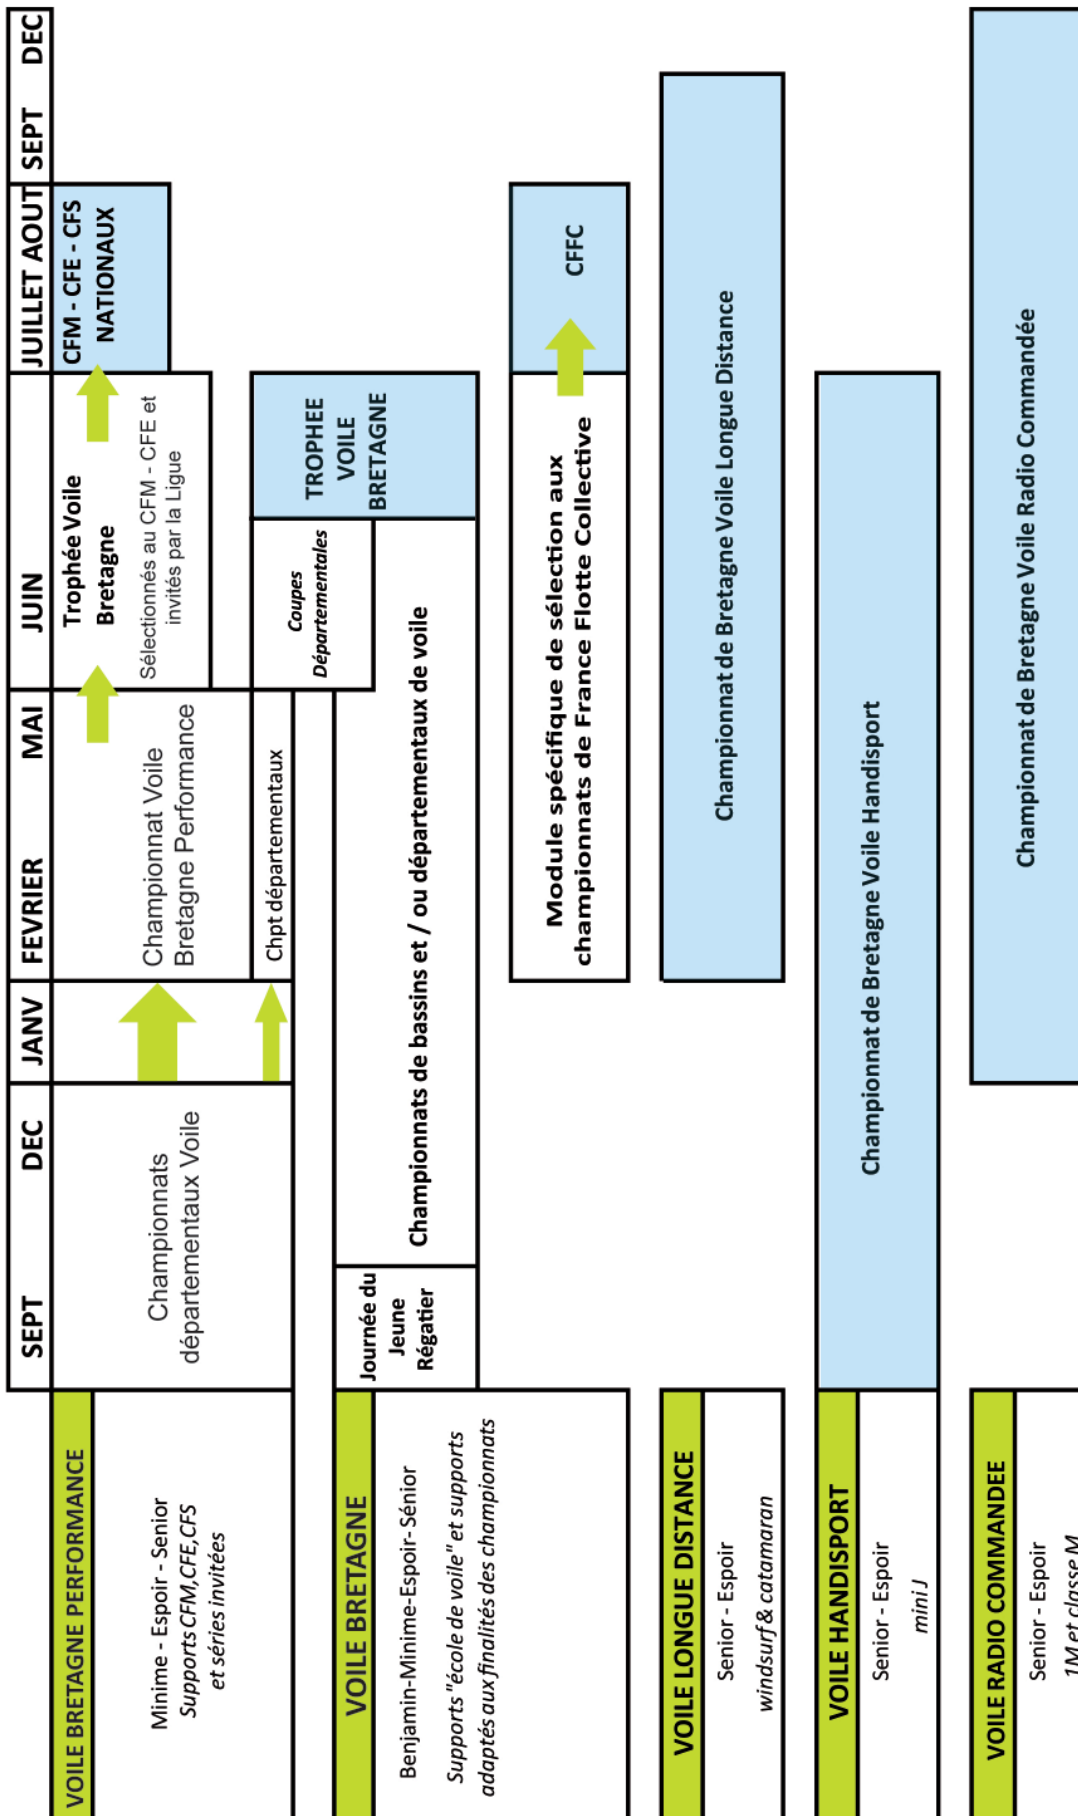 SEPT DEC JANV FEVRIER MAI JUIN JUILLET AOUT SEPT DEC
VOILE BRETAGNE PERFORMANCE
Minime - Espoir - Senior
Supports CFM,CFE,CFS
et séries invitées
Championnats
départementaux Voile
Championnat Voile
Bretagne Performance
Chpt départementaux
Trophée Voile
Bretagne
Sélectionnés au CFM - CFE et
invités par la Ligue
CFM - CFE - CFS
NATIONAUX
VOILE BRETAGNE
Benjamin-Minime-Espoir-Sénior
Supports "école de voile" et supports
adaptés aux finalités des championnats
Journée du
Jeune
Régatier
Championnats de bassins et / ou départementaux de voile
Coupes
Départementales
TROPHEE
VOILE
BRETAGNE
Module spécifique de sélection aux
championnats de France Flotte Collective
CFFC
VOILE LONGUE DISTANCE
Senior - Espoir
windsurf & catamaran
Championnat de Bretagne Voile Longue Distance
VOILE HANDISPORT
Senior - Espoir
mini J
Championnat de Bretagne Voile Handisport
VOILE RADIO COMMANDEE
Senior - Espoir
1M et classe M
Championnat de Bretagne Voile Radio Commandée